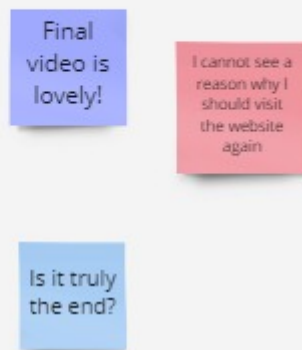 Final
video is
lovely!
I cannot see a
reason why I
should visit
the website
again
Is it truly
the end?